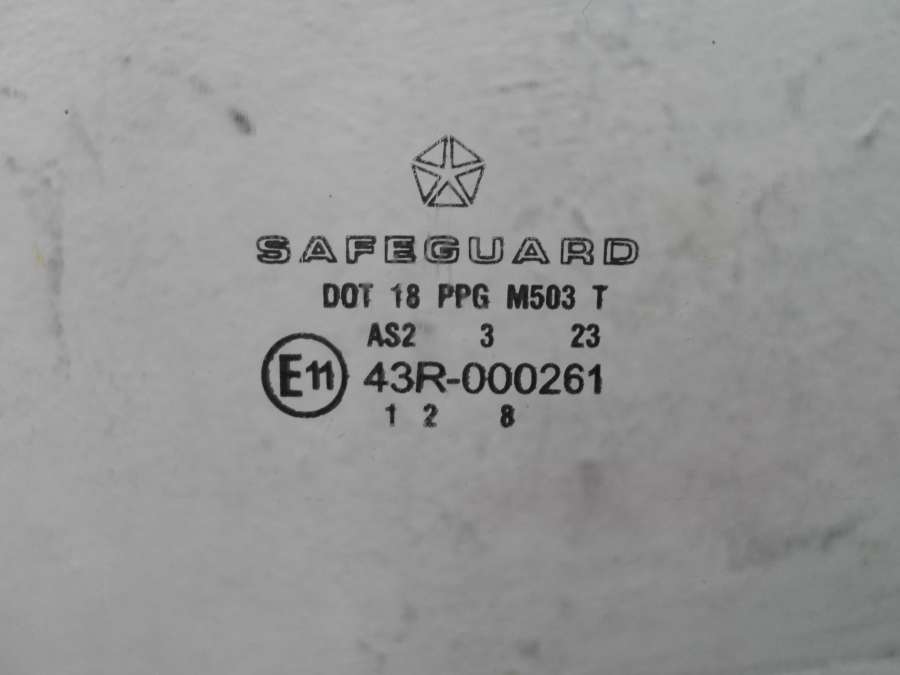 SAFEGUARD
DOT 18 PPG M503 T
AS2 3 23
E11 43R-000261
1 2 8